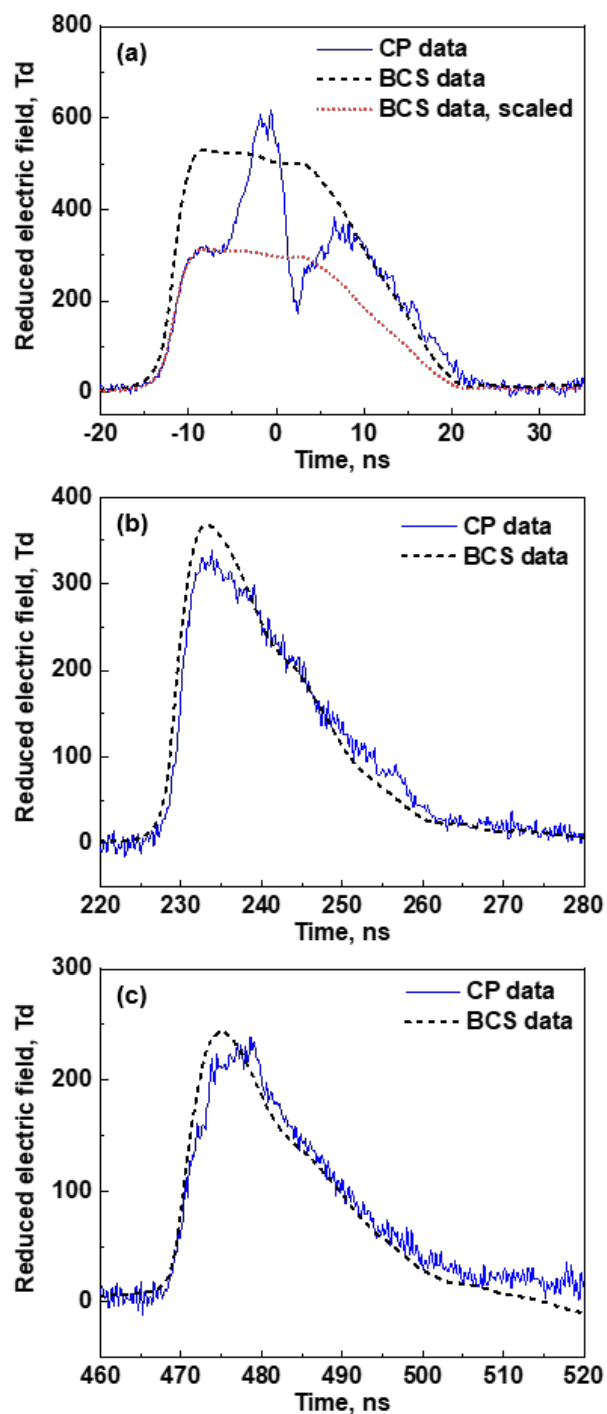 (a)
CP data
BCS data
BCS data, scaled
Reduced electric field, Td
800
600
400
200
0
-20 -10 0 10 20 30
Time, ns
(b)
CP data
BCS data
Reduced electric field, Td
400
300
200
100
0
220 230 240 250 260 270 280
Time, ns
(c)
CP data
BCS data
Reduced electric field, Td
300
200
100
0
460 470 480 490 500 510 520
Time, ns